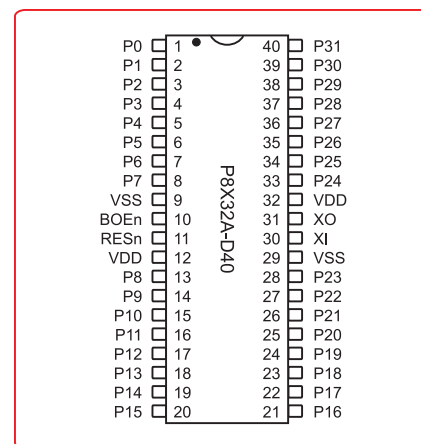 P0 1 40 P31
P1 2 39 P30
P2 3 38 P29
P3 4 37 P28
P4 5 36 P27
P5 6 35 P26
P6 7 34 P25
P7 8 33 P24
VSS 9 32 VDD
BOEn 10 31 XO
RESn 11 30 XI
VDD 12 29 VSS
P8 13 28 P23
P9 14 27 P22
P10 15 26 P21
P11 16 25 P20
P12 17 24 P19
P13 18 23 P18
P14 19 22 P17
P15 20 21 P16
P8X32A-D40